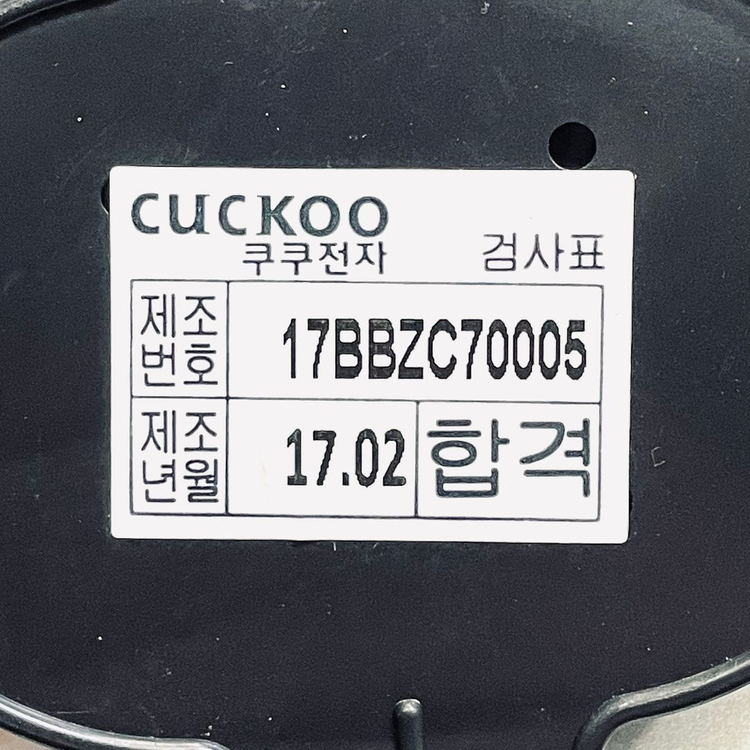 CUCKOO
쿠쿠전자 검사표
제조
번호
17BBZC70005
제조
년월
17.02
합격